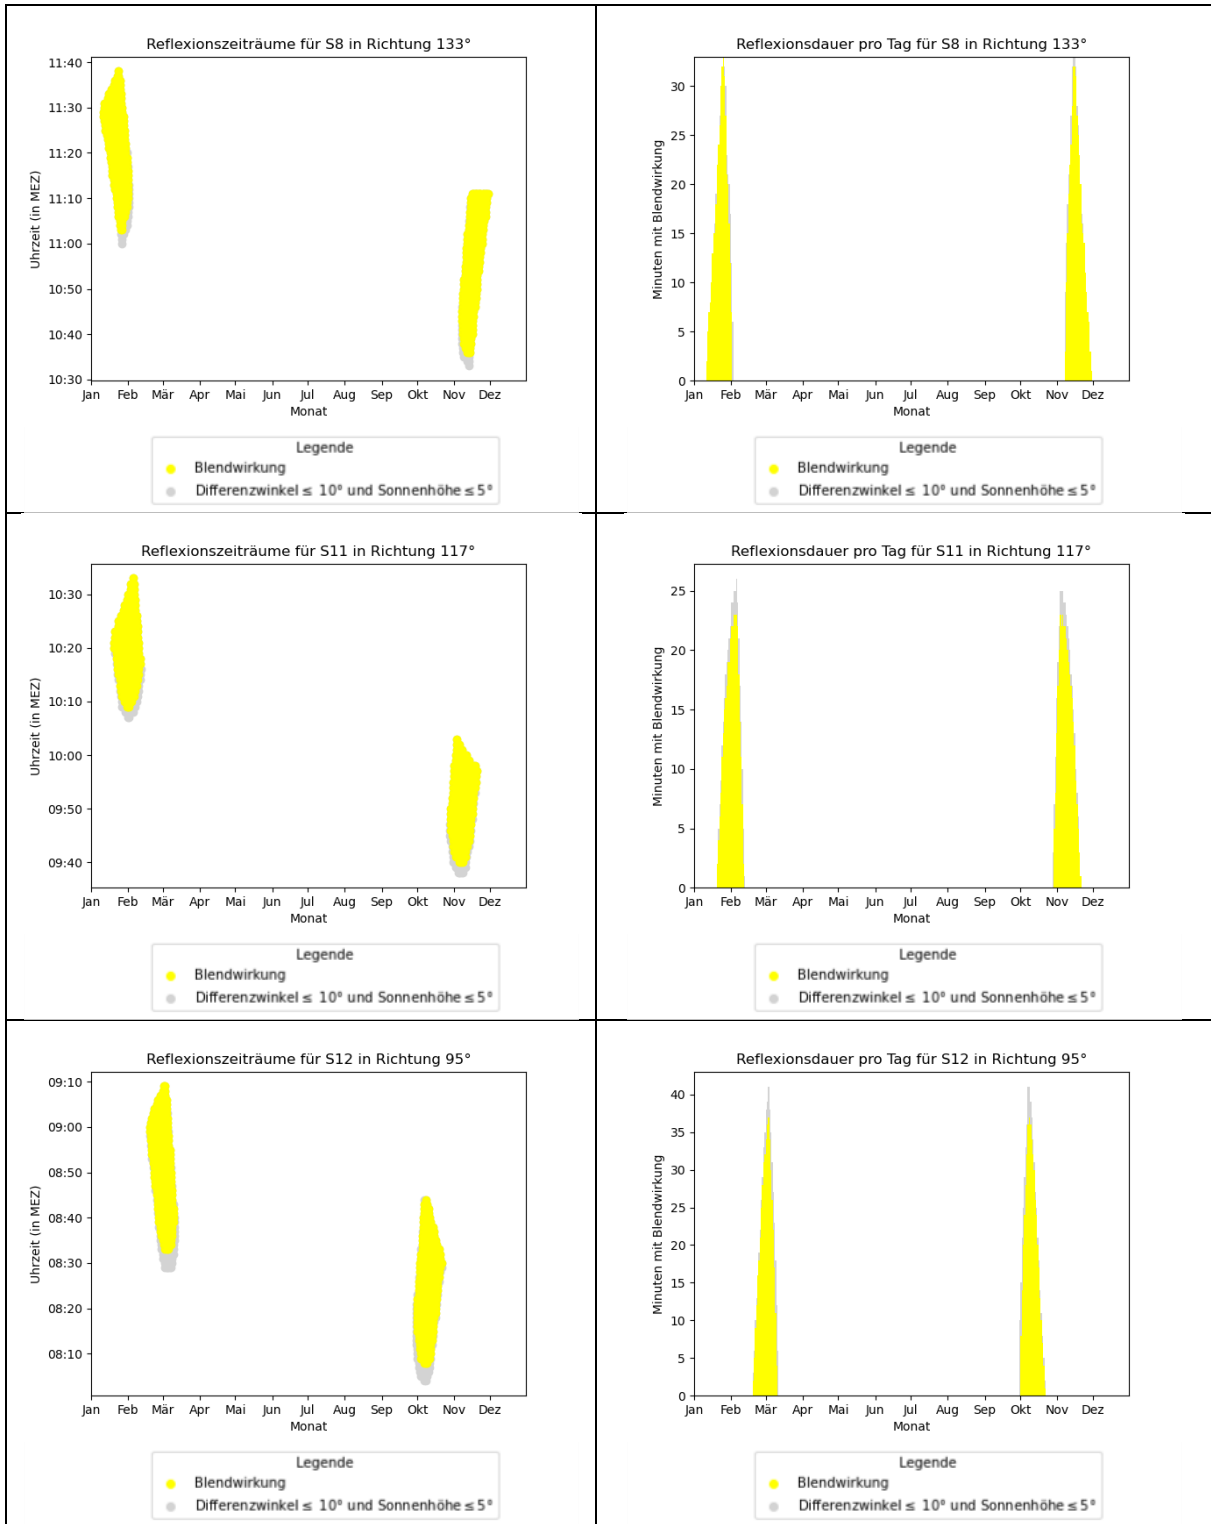 Reflexionszeiträume für S8 in Richtung 133°
Uhrzeit (in MEZ)
11:40
11:30
11:20
11:10
11:00
10:50
10:40
10:30
Jan Feb Mär Apr Mai Jun Jul Aug Sep Okt Nov Dez
Monat
Legende
Blendwirkung
Differenzwinkel ≤ 10° und Sonnenhöhe ≤ 5°
Reflexionsdauer pro Tag für S8 in Richtung 133°
Minuten mit Blendwirkung
30
25
20
15
10
5
0
Jan Feb Mär Apr Mai Jun Jul Aug Sep Okt Nov Dez
Monat
Legende
Blendwirkung
Differenzwinkel ≤ 10° und Sonnenhöhe ≤ 5°
Reflexionszeiträume für S11 in Richtung 117°
Uhrzeit (in MEZ)
10:30
10:20
10:10
10:00
09:50
09:40
Jan Feb Mär Apr Mai Jun Jul Aug Sep Okt Nov Dez
Monat
Legende
Blendwirkung
Differenzwinkel ≤ 10° und Sonnenhöhe ≤ 5°
Reflexionsdauer pro Tag für S11 in Richtung 117°
Minuten mit Blendwirkung
25
20
15
10
5
0
Jan Feb Mär Apr Mai Jun Jul Aug Sep Okt Nov Dez
Monat
Legende
Blendwirkung
Differenzwinkel ≤ 10° und Sonnenhöhe ≤ 5°
Reflexionszeiträume für S12 in Richtung 95°
Uhrzeit (in MEZ)
09:10
09:00
08:50
08:40
08:30
08:20
08:10
Jan Feb Mär Apr Mai Jun Jul Aug Sep Okt Nov Dez
Monat
Legende
Blendwirkung
Differenzwinkel ≤ 10° und Sonnenhöhe ≤ 5°
Reflexionsdauer pro Tag für S12 in Richtung 95°
Minuten mit Blendwirkung
40
35
30
25
20
15
10
5
0
Jan Feb Mär Apr Mai Jun Jul Aug Sep Okt Nov Dez
Monat
Legende
Blendwirkung
Differenzwinkel ≤ 10° und Sonnenhöhe ≤ 5°